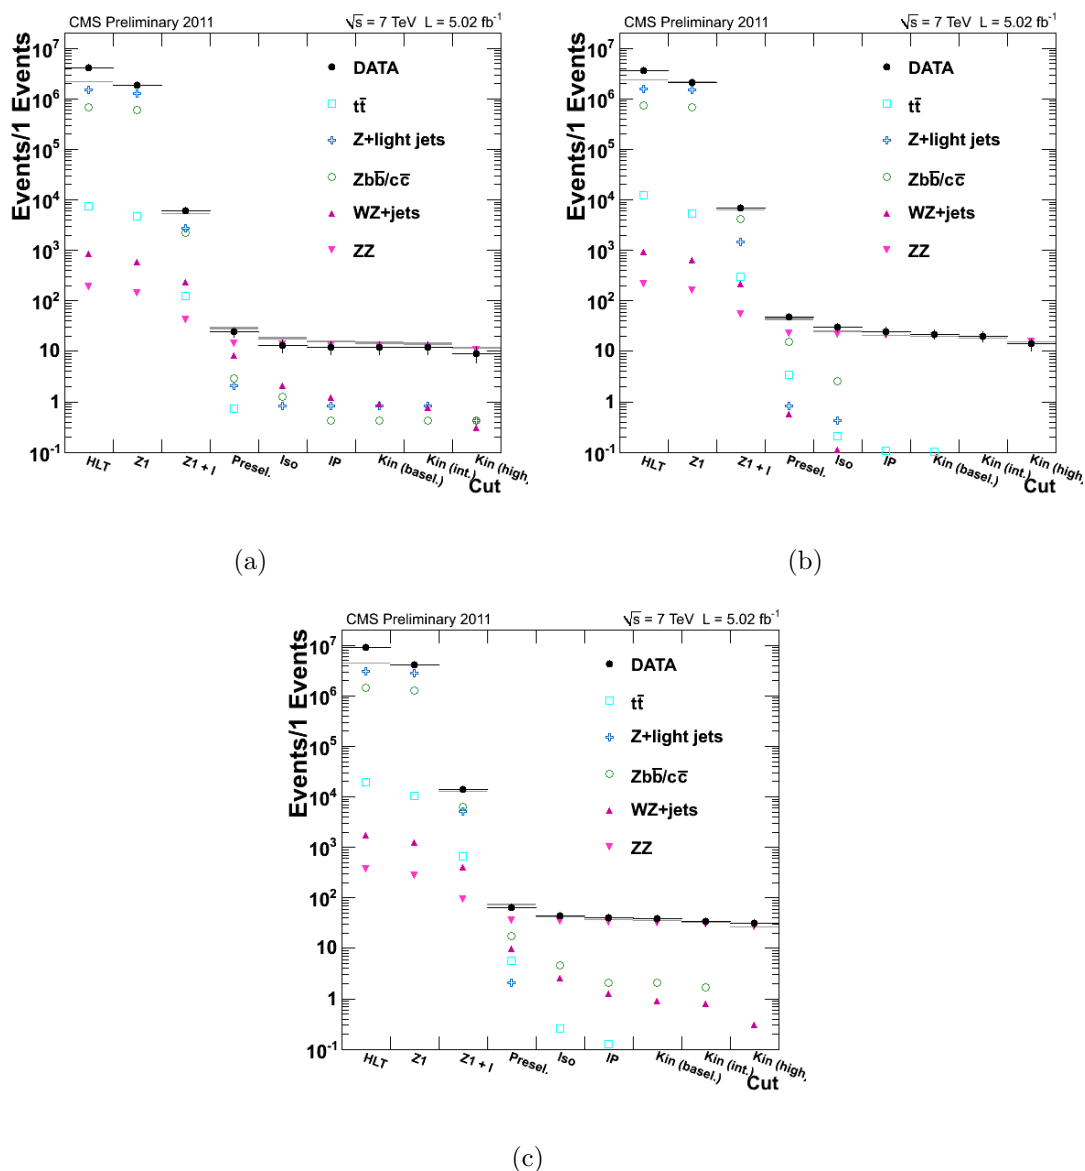 (a)
(b)
CMS Preliminary 2011
√s = 7 TeV L = 5.02 fb⁻¹
Events/1 Events
10⁷
10⁶
10⁵
10⁴
10³
10²
10
1
10⁻¹
DATA
tt̄
Z+light jets
Zbb̄/cc̄
WZ+jets
ZZ
HLT
Z1
Z1 + l
Presel.
Iso
IP
Kin (basel.)
Kin (int.)
Kin (high,
Cut
CMS Preliminary 2011
√s = 7 TeV L = 5.02 fb⁻¹
Events/1 Events
10⁷
10⁶
10⁵
10⁴
10³
10²
10
1
10⁻¹
DATA
tt̄
Z+light jets
Zbb̄/cc̄
WZ+jets
ZZ
HLT
Z1
Z1 + l
Presel.
Iso
IP
Kin (basel.)
Kin (int.)
Kin (high,
Cut
(a)
(b)
CMS Preliminary 2011
√s = 7 TeV L = 5.02 fb⁻¹
Events/1 Events
10⁷
10⁶
10⁵
10⁴
10³
10²
10
1
10⁻¹
DATA
tt̄
Z+light jets
Zbb̄/cc̄
WZ+jets
ZZ
HLT
Z1
Z1 + l
Presel.
Iso
IP
Kin (basel.)
Kin (int.)
Kin (high,
Cut
(c)